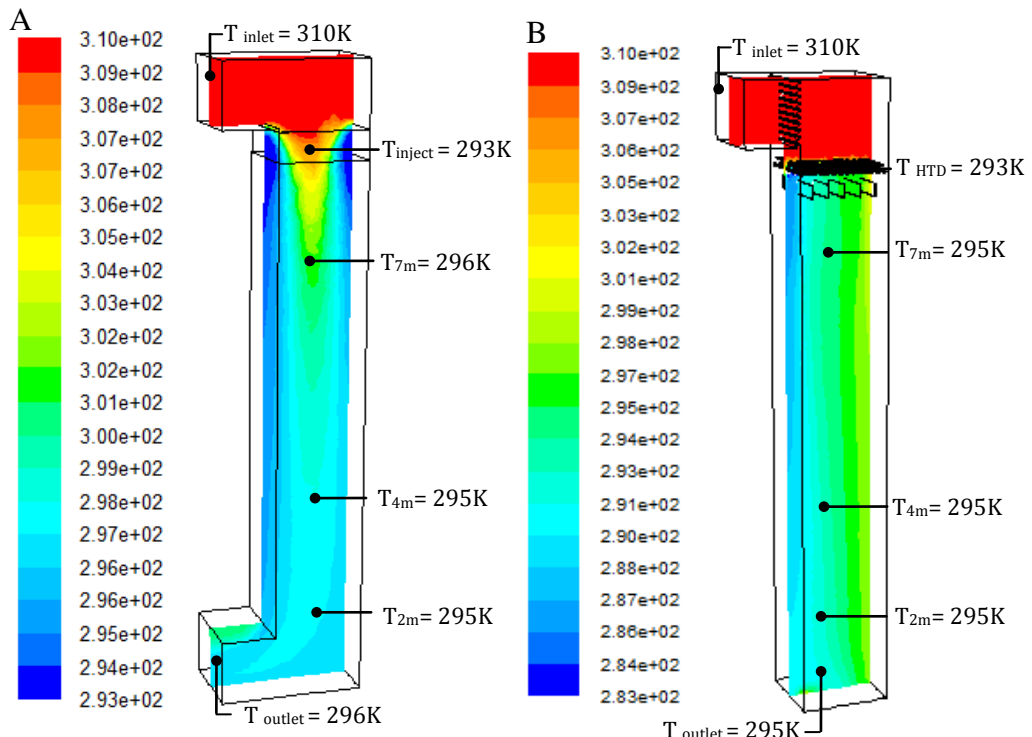 A
T inlet = 310K
3.10e+02
3.09e+02
3.08e+02
3.07e+02
3.07e+02
3.06e+02
3.05e+02
3.04e+02
3.03e+02
3.02e+02
3.02e+02
3.01e+02
3.00e+02
2.99e+02
2.98e+02
2.97e+02
2.96e+02
2.96e+02
2.95e+02
2.94e+02
2.93e+02
Tinject = 293K
T7m = 296K
T4m = 295K
T2m = 295K
T outlet = 296K
B
T inlet = 310K
3.10e+02
3.09e+02
3.07e+02
3.06e+02
3.05e+02
3.03e+02
3.02e+02
3.01e+02
2.99e+02
2.98e+02
2.97e+02
2.95e+02
2.94e+02
2.93e+02
2.91e+02
2.90e+02
2.88e+02
2.87e+02
2.86e+02
2.84e+02
2.83e+02
T HTD = 293K
T7m = 295K
T4m = 295K
T2m = 295K
T outlet = 295K